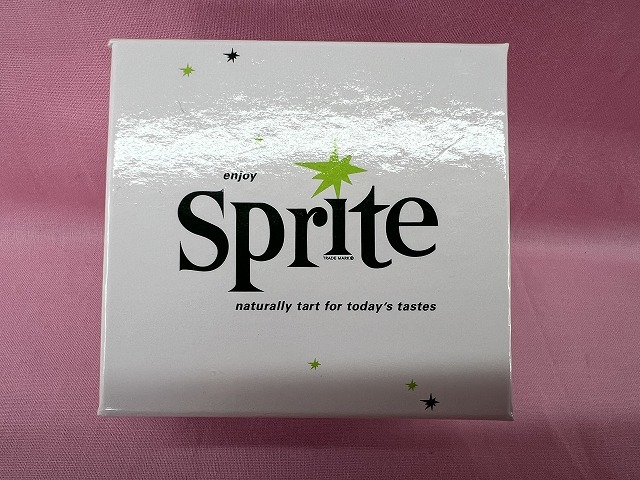 enjoy
Sprite
TRADE MARK ®
naturally tart for today's tastes